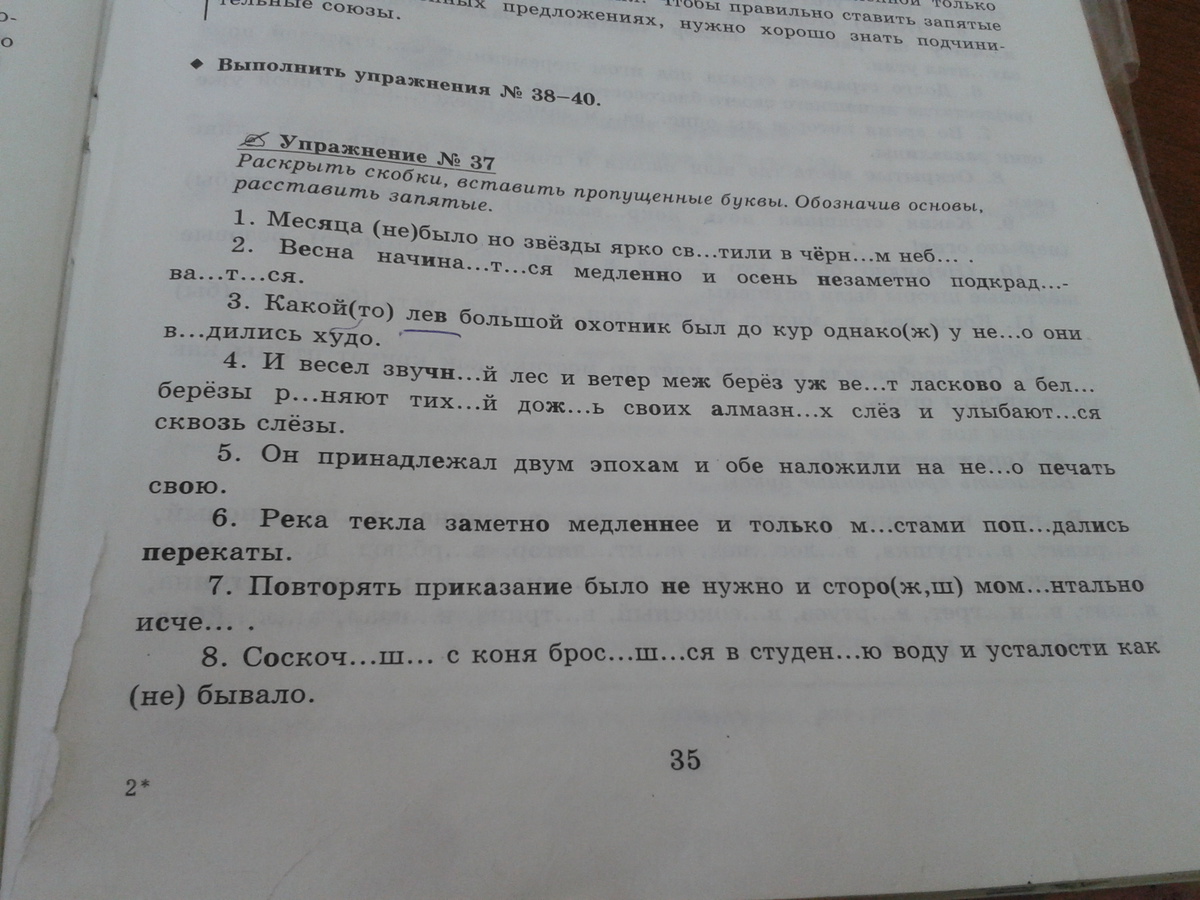 о-
о
нных предложениях, нужно хорошо знать подчини-
тельные союзы.
◆ Выполнить упражнения № 38–40.
Упражнение № 37
Раскрыть скобки, вставить пропущенные буквы. Обозначив основы,
расставить запятые.
1. Месяца (не)было но звёзды ярко св...тили в чёрн...м неб... .
2. Весна начина...т...ся медленно и осень незаметно подкрад...-
ва...т...ся.
3. Какой(то) лев большой охотник был до кур однако(ж) у не...о они
в...дились худо.
4. И весел звучн...й лес и ветер меж берёз уж ве...т ласково а бел...
берёзы р...няют тих...й дож...ь своих алмазн...х слёз и улыбают...ся
сквозь слёзы.
5. Он принадлежал двум эпохам и обе наложили на не...о печать
свою.
6. Река текла заметно медленнее и только м...стами поп...дались
перекаты.
7. Повторять приказание было не нужно и сторо(ж,ш) мом...нтально
исче... .
8. Соскоч...ш... с коня брос...ш...ся в студен...ю воду и усталости как
(не) бывало.
35
2*